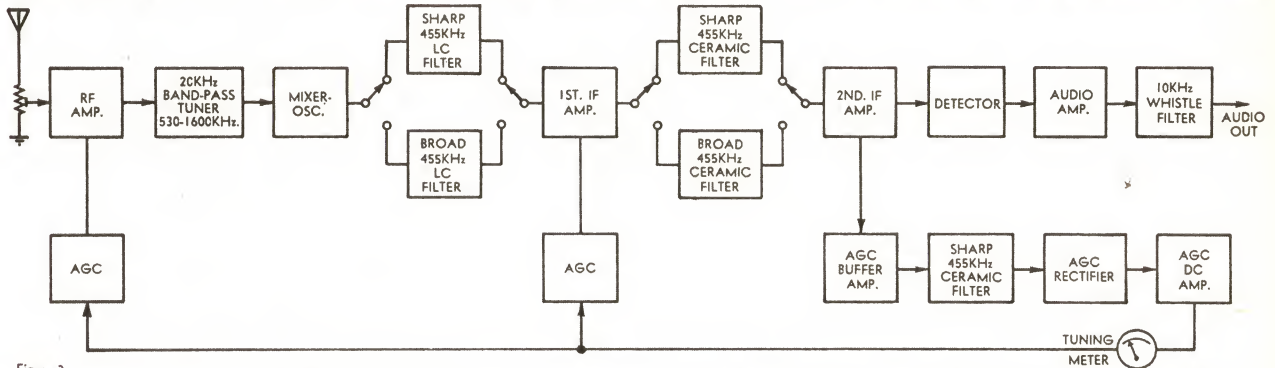 SHARP
455KHz
LC
FILTER
SHARP
455KHz
CERAMIC
FILTER
RF
AMP.
20KHz
BAND-PASS
TUNER
530-1600KHz.
MIXER-
OSC.
1ST. IF
AMP.
2ND. IF
AMP.
DETECTOR
AUDIO
AMP.
10KHz
WHISTLE
FILTER
AUDIO
OUT
BROAD
455KHz
LC
FILTER
BROAD
455KHz
CERAMIC
FILTER
AGC
AGC
AGC
BUFFER
AMP.
SHARP
455KHz
CERAMIC
FILTER
AGC
RECTIFIER
AGC
DC
AMP.
TUNING
METER